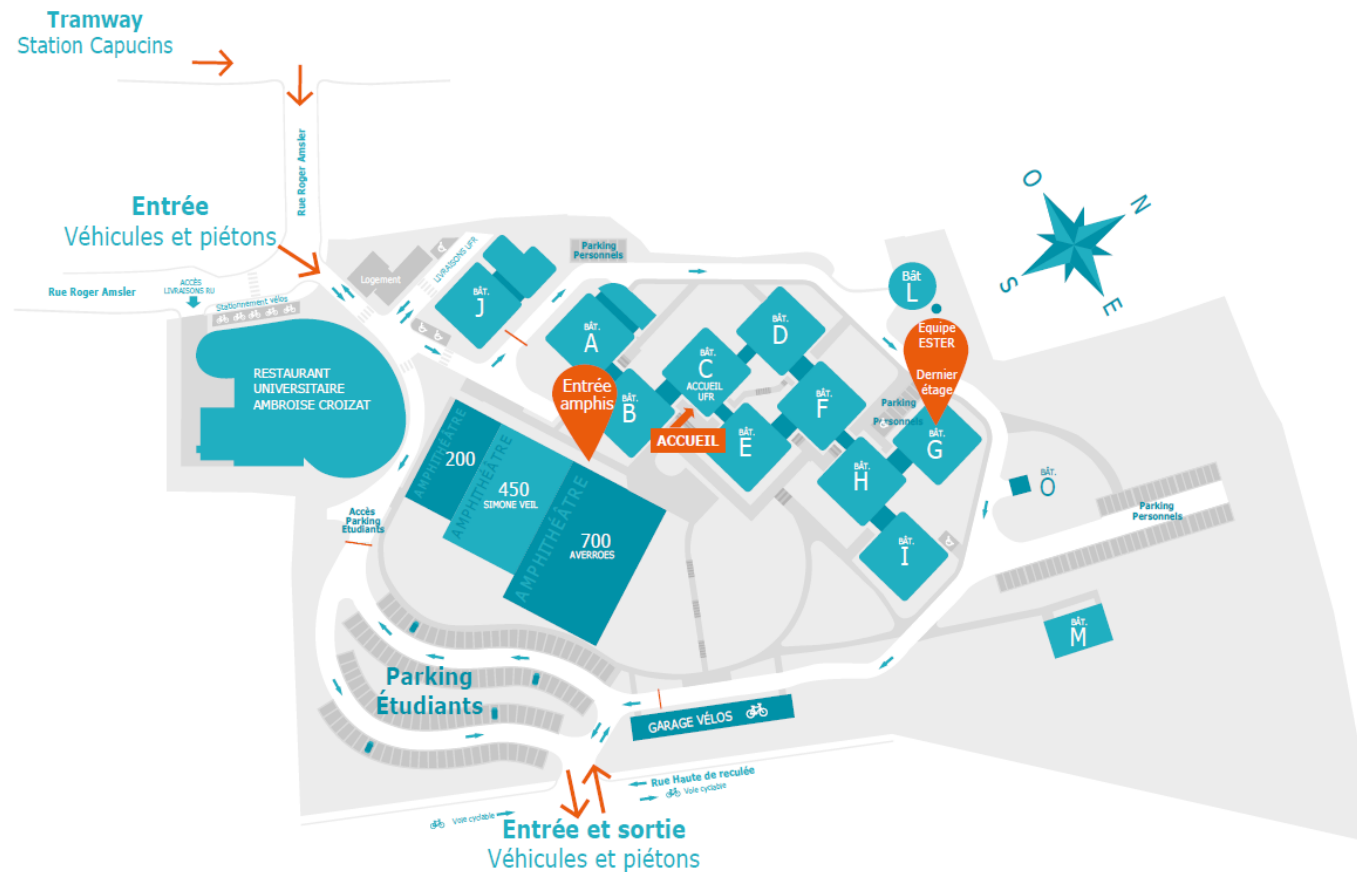 Tramway
Station Capucins
Rue Roger Amsler
Entrée
Véhicules et piétons
Rue Roger Amsler
ACCÈS
LIVRAISONS RU
Stationnement vélos
Logement
LIVRAISONS UFR
RESTAURANT
UNIVERSITAIRE
AMBROISE CROIZAT
BÂT.
J
Parking
Personnels
BÂT.
A
BÂT.
B
BÂT.
C
ACCUEIL
UFR
BÂT.
D
BÂT.
E
BÂT.
F
BÂT.
G
BÂT.
H
BÂT.
I
Bât
L
Equipe
ESTER
Dernier
étage
Parking
Personnels
O
N
S
E
Entrée
amphis
ACCUEIL
AMPHITHÉÂTRE
200
AMPHITHÉÂTRE
450
SIMONE VEIL
AMPHITHÉÂTRE
700
AVERROES
Accès
Parking
Etudiants
BÂT.
O
Parking
Personnels
BÂT.
M
Parking
Étudiants
GARAGE VÉLOS
Rue Haute de reculée
Voie cyclable
Voie cyclable
Entrée et sortie
Véhicules et piétons